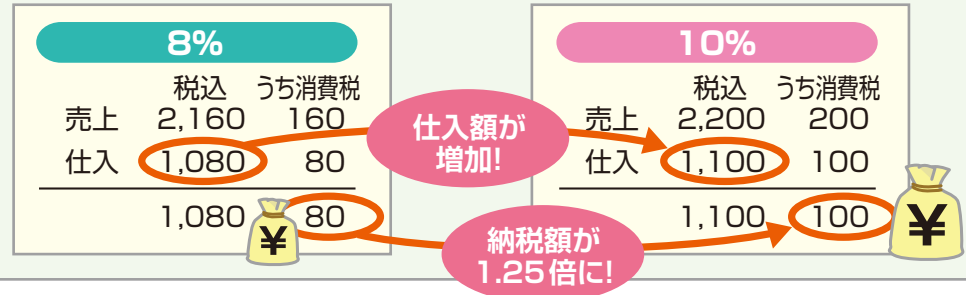 8%
税込 うち消費税
売上 2,160 160
仕入 1,080 80
1,080 80
¥
仕入額が
増加!
納税額が
1.25倍に!
10%
税込 うち消費税
売上 2,200 200
仕入 1,100 100
1,100 100
¥